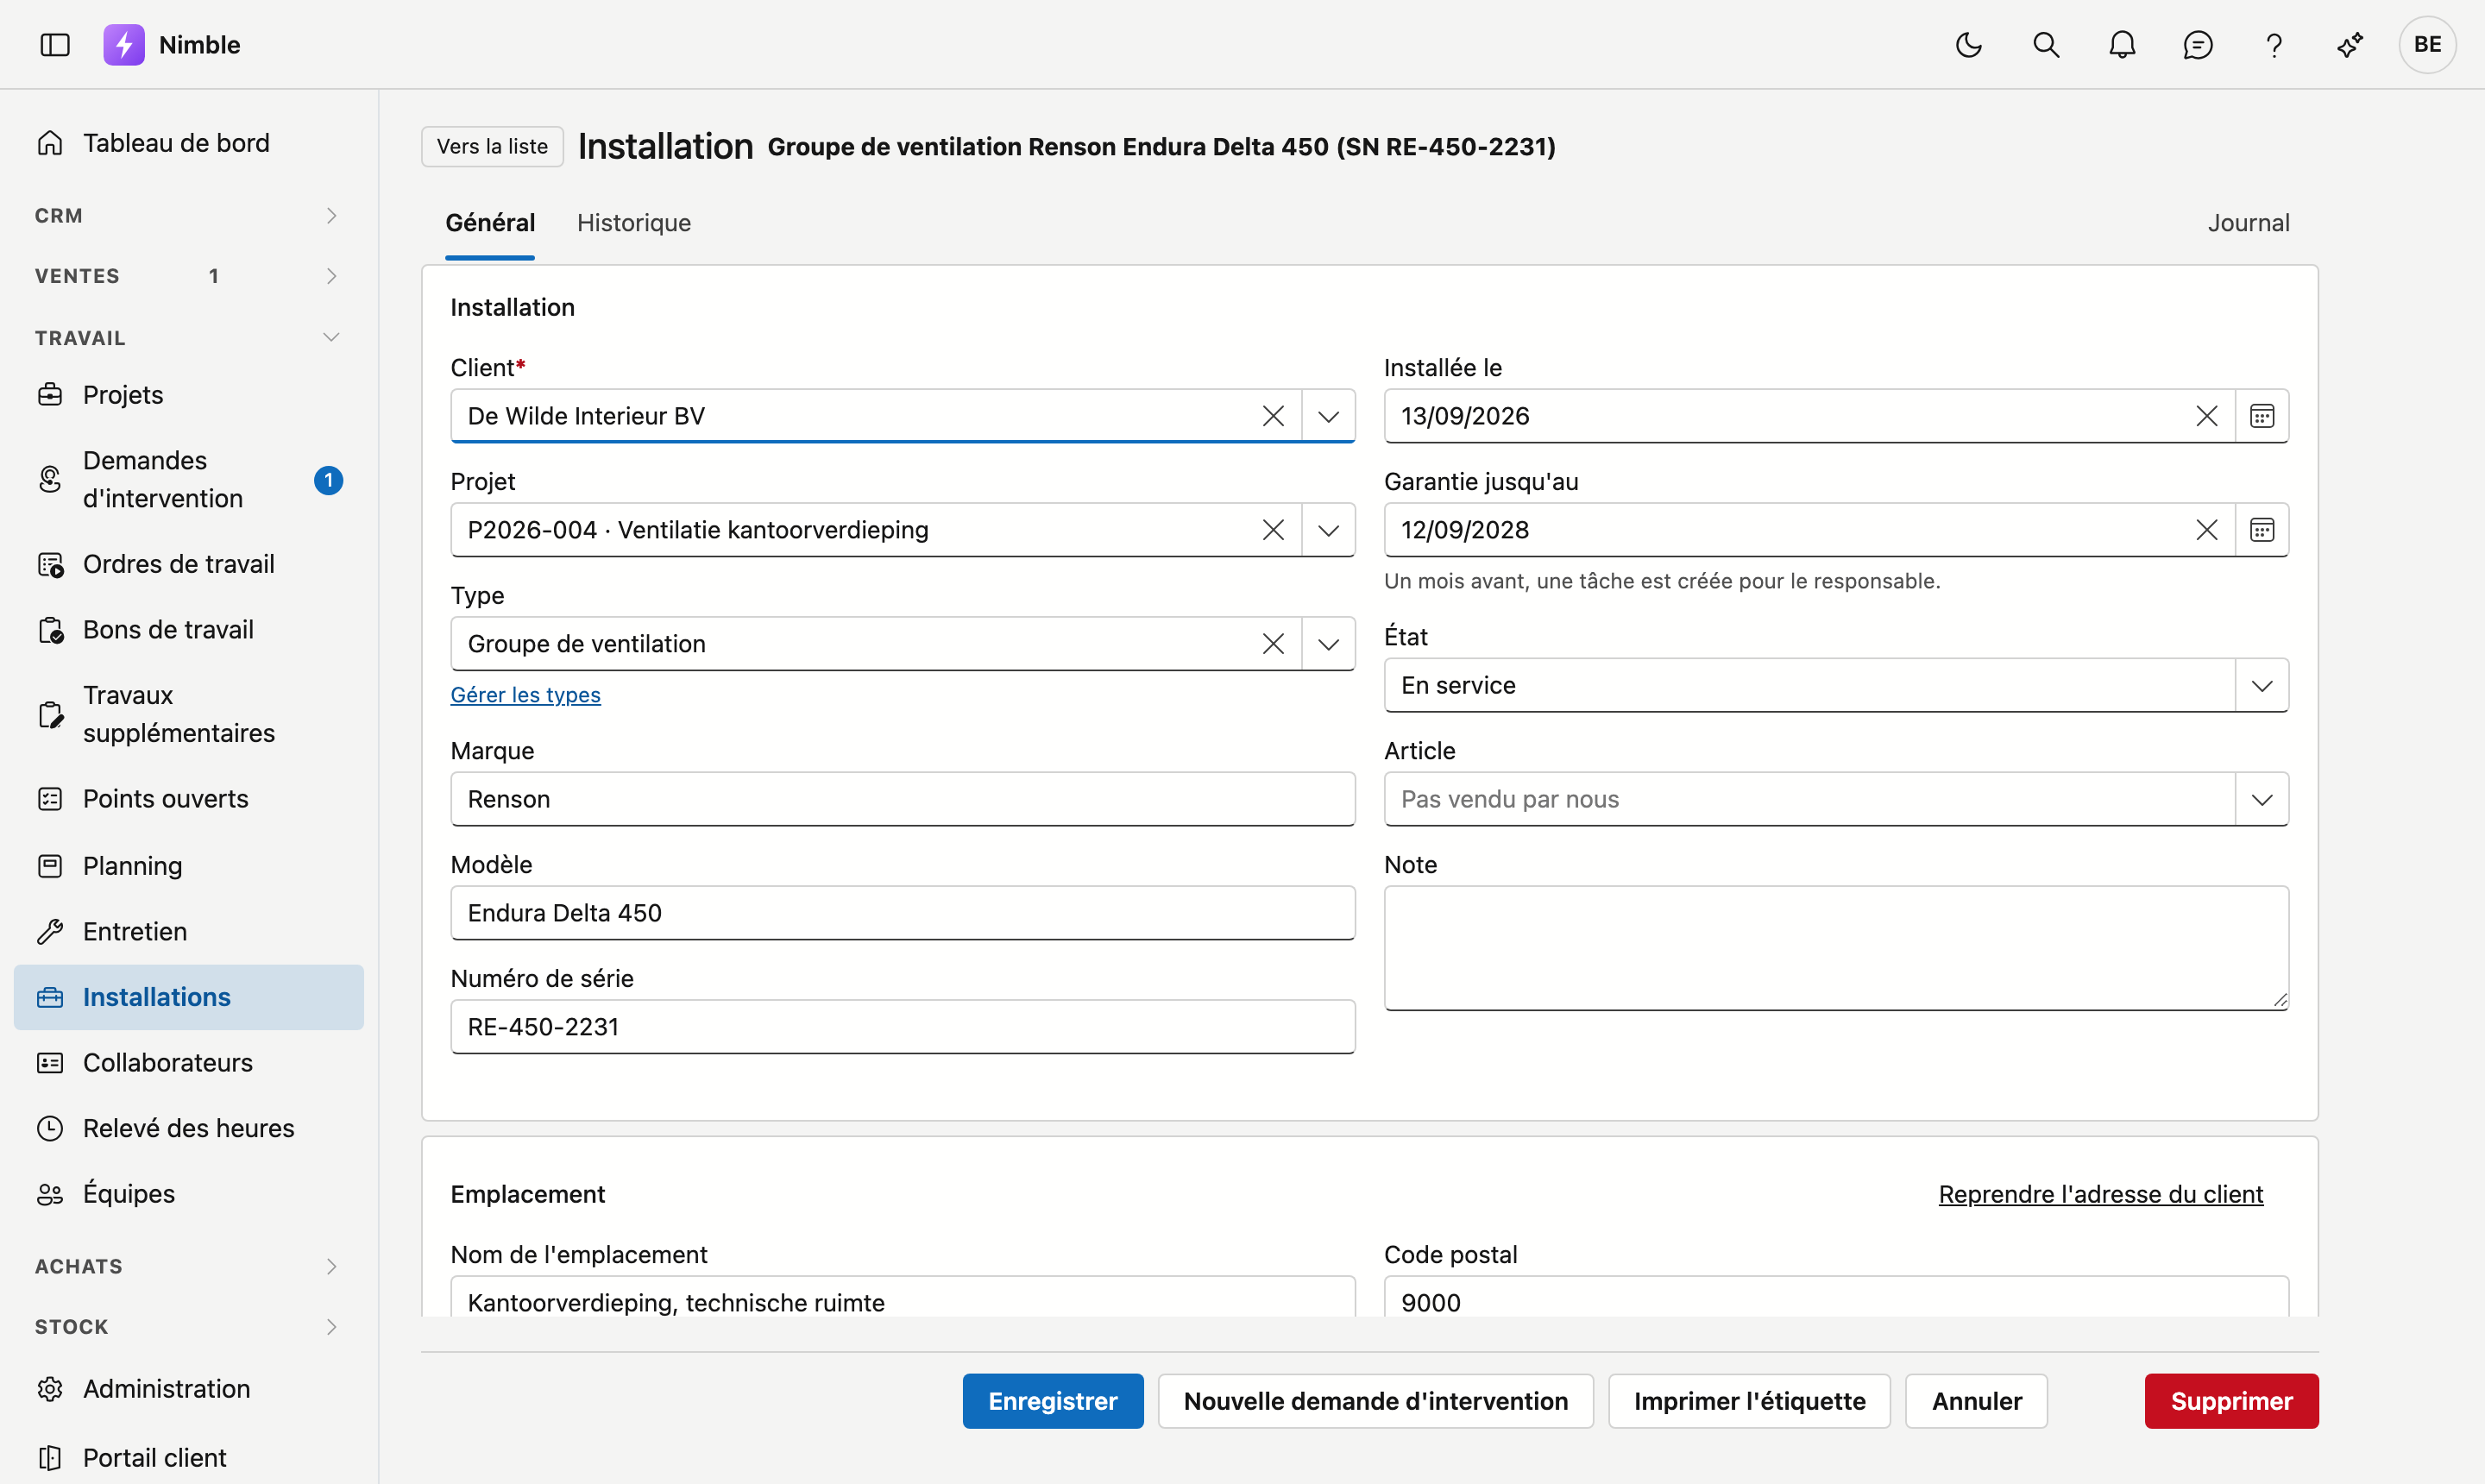 Nimble
BE
Tableau de bord
CRM
VENTES 1
TRAVAIL
Projets
Demandes
d'intervention
1
Ordres de travail
Bons de travail
Travaux
supplémentaires
Points ouverts
Planning
Entretien
Installations
Collaborateurs
Relevé des heures
Équipes
ACHATS
STOCK
Administration
Portail client
Vers la liste
Installation Groupe de ventilation Renson Endura Delta 450 (SN RE-450-2231)
Général
Historique
Journal
Installation
Client*
De Wilde Interieur BV
Projet
P2026-004 · Ventilatie kantoorverdieping
Type
Groupe de ventilation
Gérer les types
Marque
Renson
Modèle
Endura Delta 450
Numéro de série
RE-450-2231
Installée le
13/09/2026
Garantie jusqu'au
12/09/2028
Un mois avant, une tâche est créée pour le responsable.
État
En service
Article
Pas vendu par nous
Note
Emplacement
Reprendre l'adresse du client
Nom de l'emplacement
Kantoorverdieping, technische ruimte
Code postal
9000
Enregistrer
Nouvelle demande d'intervention
Imprimer l'étiquette
Annuler
Supprimer